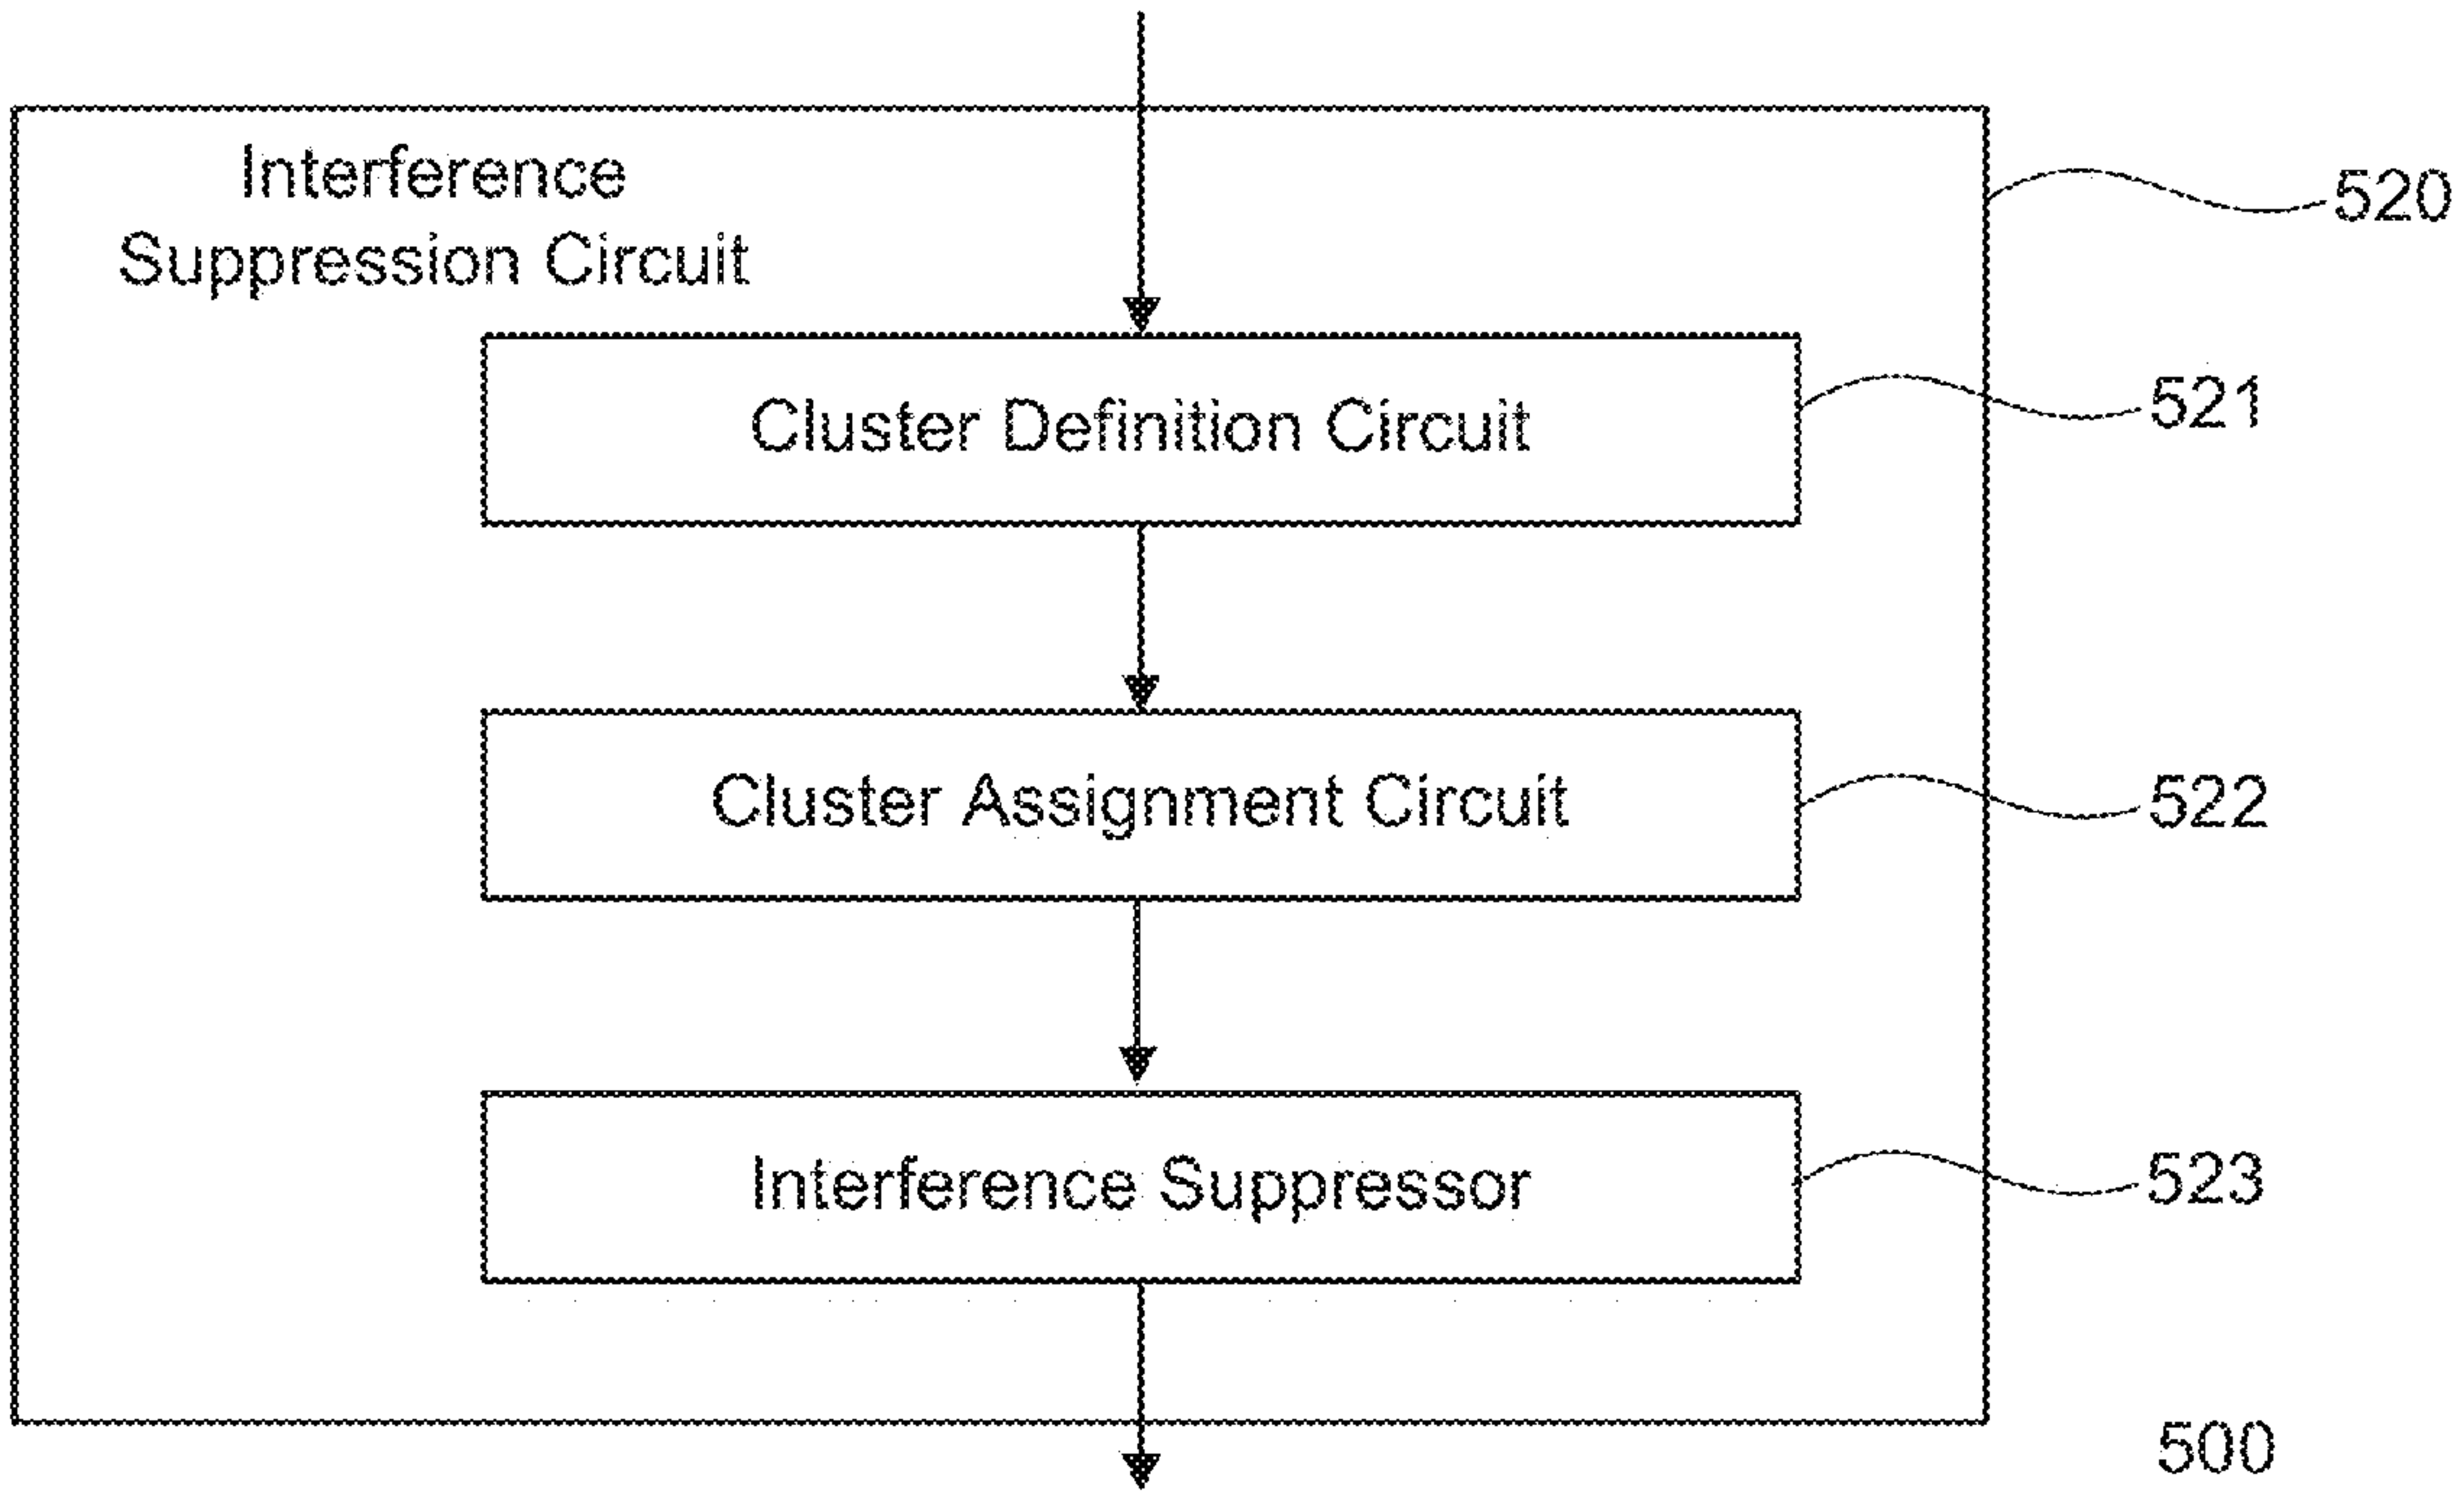 Interference
Suppression Circuit
520
Cluster Definition Circuit
521
Cluster Assignment Circuit
522
Interference Suppressor
523
500